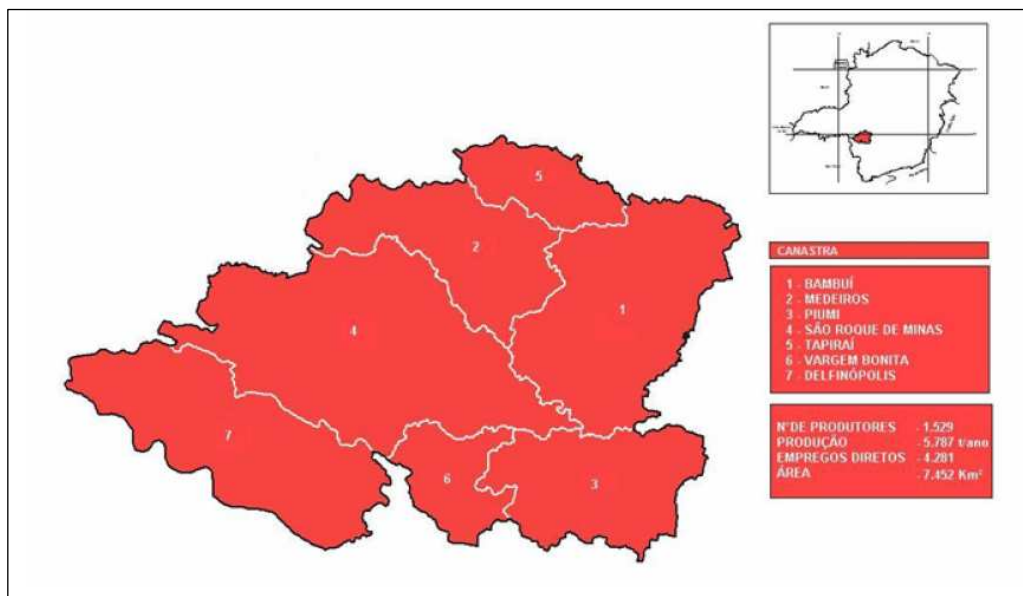 5
2
1
4
7
6
3
CANASTRA
1 - BAMBUÍ
2 - MEDEIROS
3 - PIUMI
4 - SÃO ROQUE DE MINAS
5 - TAPIRAÍ
6 - VARGEM BONITA
7 - DELFINÓPOLIS
N°DE PRODUTORES - 1.529
PRODUÇÃO - 5.787 t/ano
EMPREGOS DIRETOS - 4.281
ÁREA - 7.452 Km²